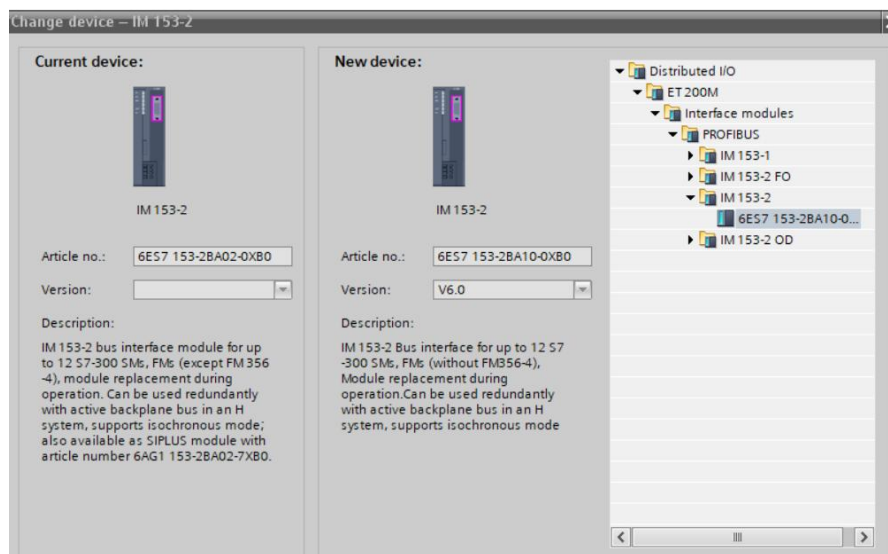 Change device – IM 153-2
Current device:
IM 153-2
Article no.: 6ES7 153-2BA02-0XB0
Version:
Description:
IM 153-2 bus interface module for up
to 12 S7-300 SMs, FMs (except FM 356
-4), module replacement during
operation. Can be used redundantly
with active backplane bus in an H
system, supports isochronous mode;
also available as SIPLUS module with
article number 6AG1 153-2BA02-7XB0.
New device:
IM 153-2
Article no.: 6ES7 153-2BA10-0XB0
Version: V6.0
Description:
IM 153-2 Bus interface for up to 12 S7
-300 SMs, FMs (without FM356-4),
Module replacement during
operation.Can be used redundantly
with active backplane bus in an H
system, supports isochronous mode
Distributed I/O
ET 200M
Interface modules
PROFIBUS
IM 153-1
IM 153-2 FO
IM 153-2
6ES7 153-2BA10-0...
IM 153-2 OD